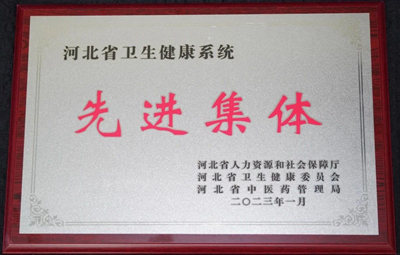 河北省卫生健康系统
先进集体
河北省人力资源和社会保障厅
河北省卫生健康委员会
河北省中医药管理局
二〇二三年一月